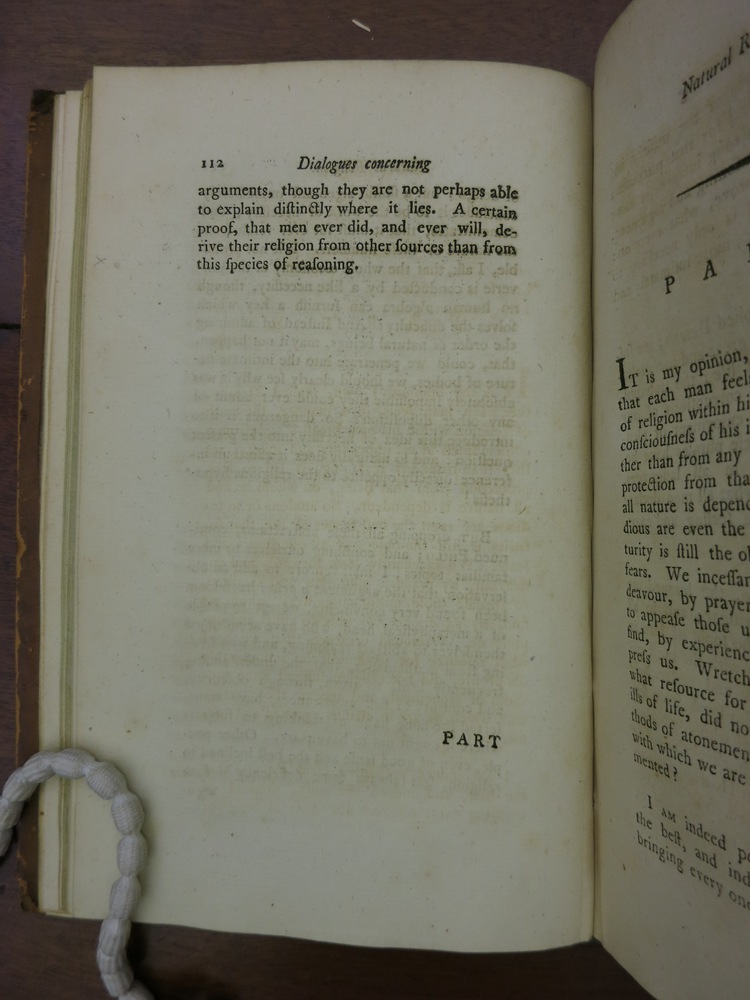 112 Dialogues concerning
arguments, though they are not perhaps able
to explain diſtinctly where it lies. A certain
proof, that men ever did, and ever will, de-
rive their religion from other ſources than from
this ſpecies of reaſoning.
PART
Natural R
P A
IT is my opinion,
that each man feel
of religion within hi
conſciouſneſs of his i
ther than from any
protection from tha
all nature is depend
dious are even the
turity is ſtill the o
fears. We inceſſan
deavour, by prayer
to appeaſe thoſe u
find, by experienc
preſs us. Wretch
what reſource for
ills of life, did no
thods of atonemen
with which we are
mented?
I AM indeed pe
the beſt, and ind
bringing every one